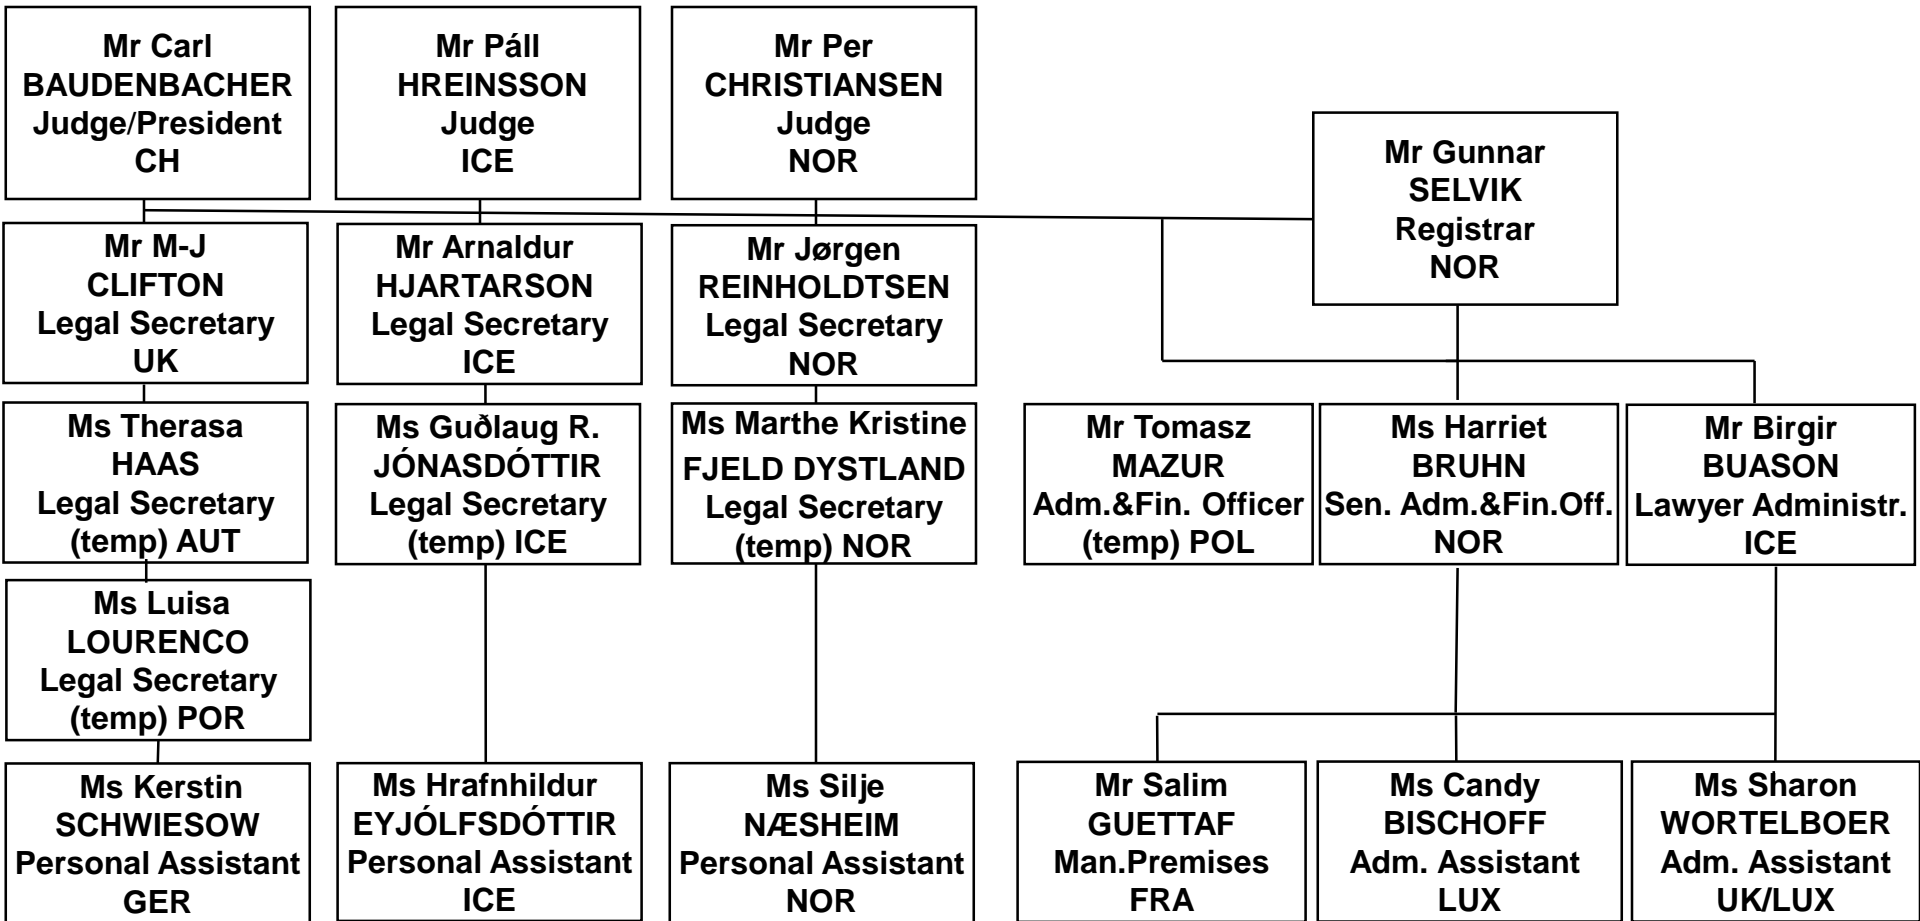 Mr Carl
BAUDENBACHER
Judge/President
CH
Mr Páll
HREINSSON
Judge
ICE
Mr Per
CHRISTIANSEN
Judge
NOR
Mr Gunnar
SELVIK
Registrar
NOR
Mr M-J
CLIFTON
Legal Secretary
UK
Mr Arnaldur
HJARTARSON
Legal Secretary
ICE
Mr Jørgen
REINHOLDTSEN
Legal Secretary
NOR
Ms Therasa
HAAS
Legal Secretary
(temp) AUT
Ms Guðlaug R.
JÓNASDÓTTIR
Legal Secretary
(temp) ICE
Ms Marthe Kristine
FJELD DYSTLAND
Legal Secretary
(temp) NOR
Mr Tomasz
MAZUR
Adm.&Fin. Officer
(temp) POL
Ms Harriet
BRUHN
Sen. Adm.&Fin.Off.
NOR
Mr Birgir
BUASON
Lawyer Administr.
ICE
Ms Luisa
LOURENCO
Legal Secretary
(temp) POR
Ms Kerstin
SCHWIESOW
Personal Assistant
GER
Ms Hrafnhildur
EYJÓLFSDÓTTIR
Personal Assistant
ICE
Ms Silje
NÆSHEIM
Personal Assistant
NOR
Mr Salim
GUETTAF
Man.Premises
FRA
Ms Candy
BISCHOFF
Adm. Assistant
LUX
Ms Sharon
WORTELBOER
Adm. Assistant
UK/LUX